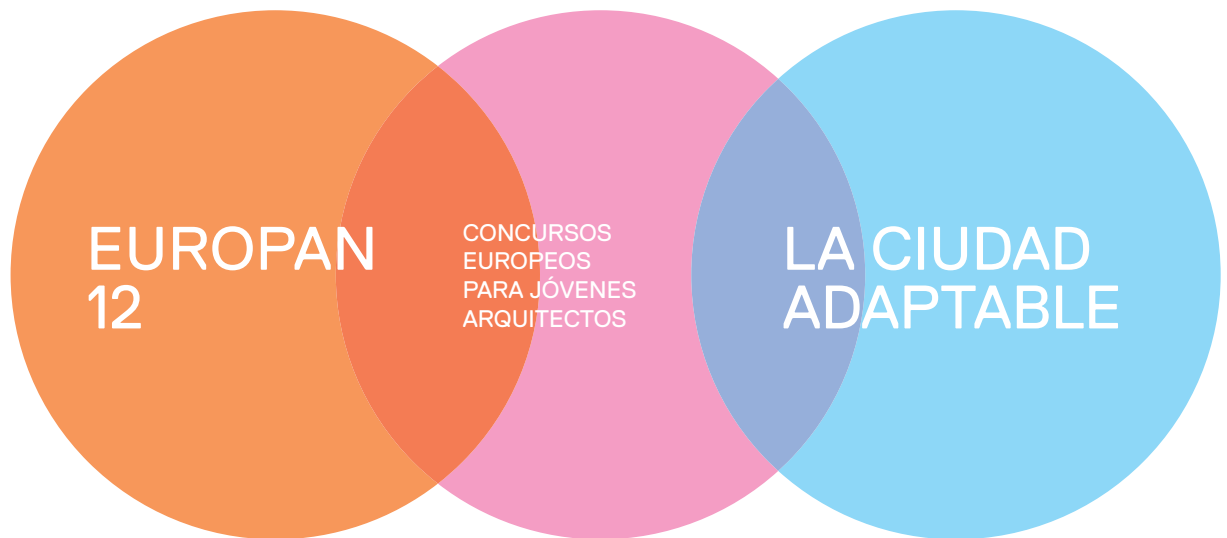 EUROPAN
12
CONCURSOS
EUROPEOS
PARA JÓVENES
ARQUITECTOS
LA CIUDAD
ADAPTABLE